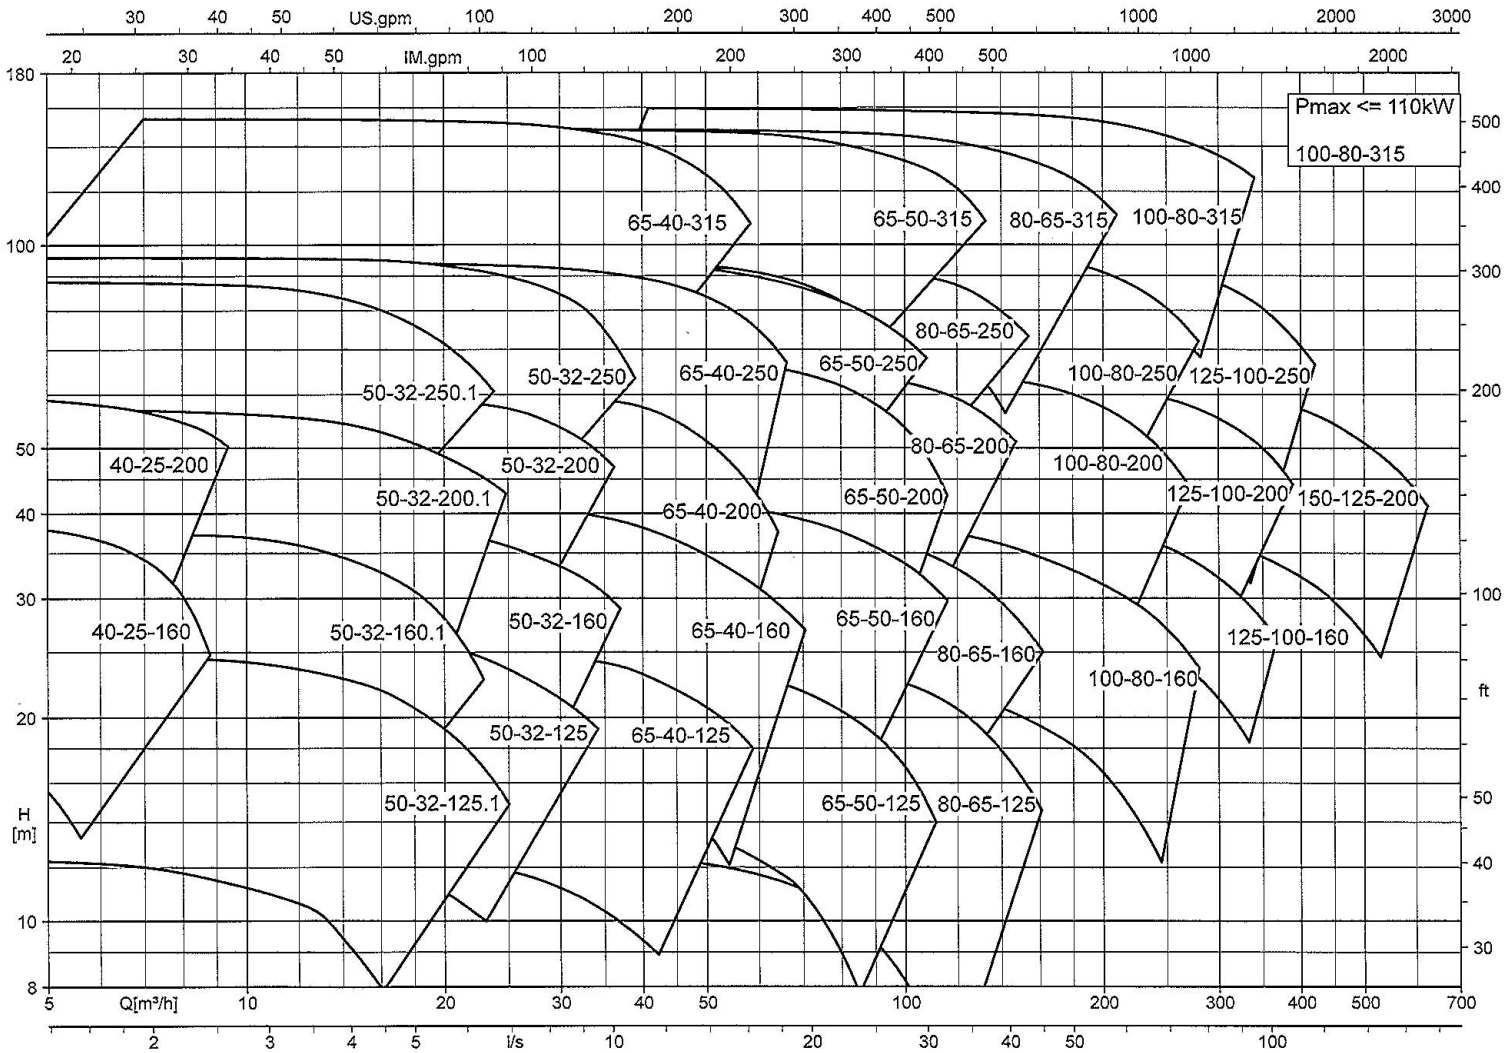 30 40 50 US.gpm 100 200 300 400 500 1000 2000 3000
20 30 40 50 IM.gpm 100 200 300 400 500 1000 2000
180
Pmax <= 110kW
500
100-80-315
400
65-40-315 65-50-315 80-65-315 100-80-315
100
300
80-65-250
50-32-250.1 50-32-250 65-40-250 65-50-250 100-80-250 125-100-250
200
50
40-25-200 50-32-200 80-65-200 100-80-200
50-32-200.1 65-40-200 65-50-200 125-100-200 150-125-200
40
30
100
40-25-160 50-32-160.1 50-32-160 65-40-160 65-50-160 80-65-160 125-100-160
100-80-160
ft
20
50-32-125 65-40-125
50-32-125.1 65-50-125 80-65-125
50
H
[m]
40
10
30
8
5 Q[m³/h] 10 20 30 40 50 100 200 300 400 500 700
2 3 4 5 l/s 10 20 30 40 50 100